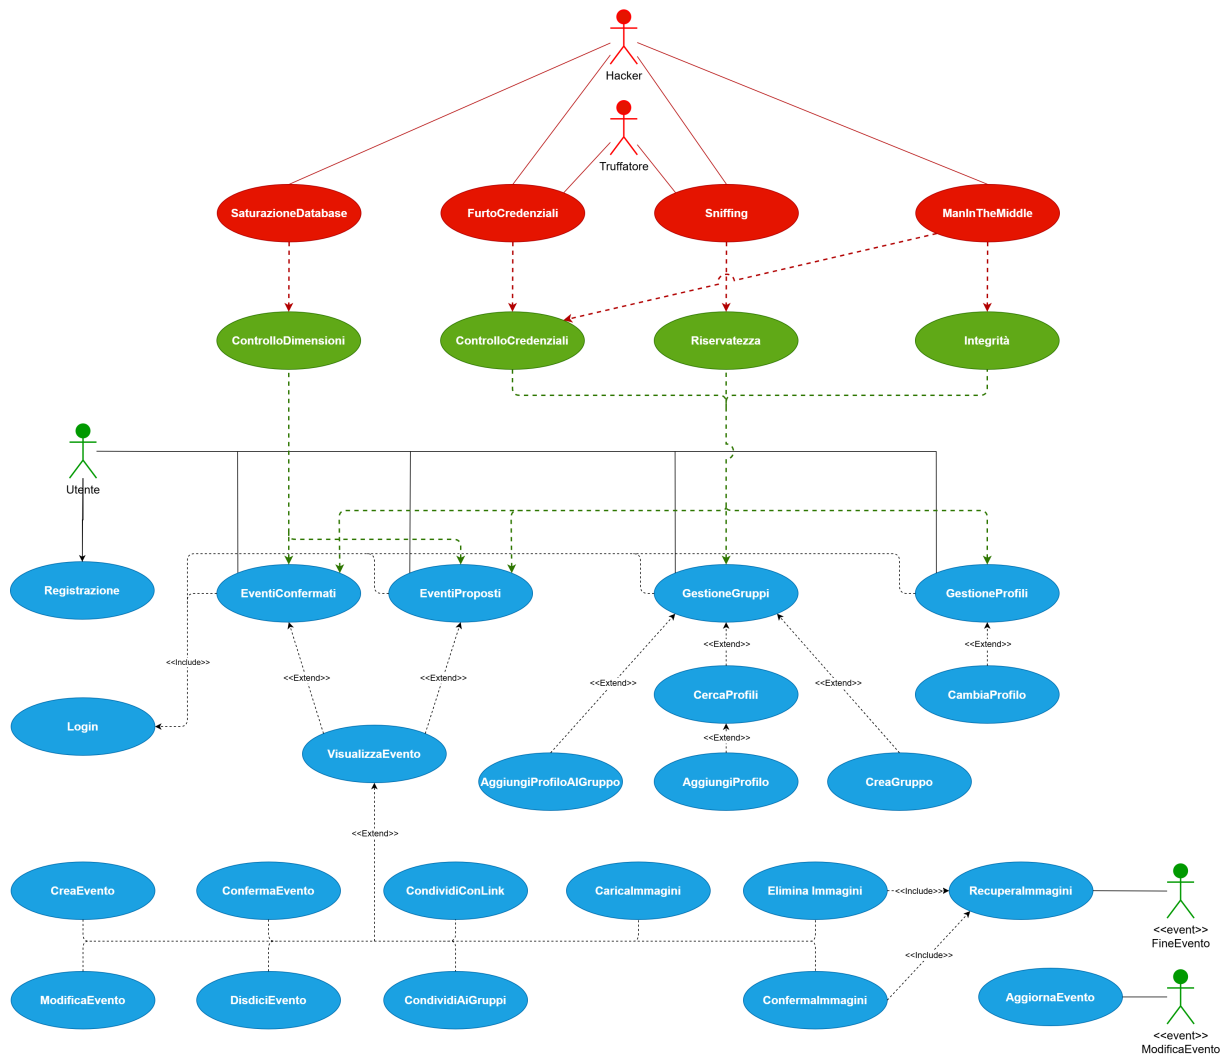 Hacker
Truffatore
SaturazioneDatabase
FurtoCredenziali
Sniffing
ManInTheMiddle
ControlloDimensioni
ControlloCredenziali
Riservatezza
Integrità
Utente
Registrazione
EventiConfermati
EventiProposti
GestioneGruppi
GestioneProfili
<<Include>>
<<Extend>>
<<Extend>>
<<Extend>>
<<Extend>>
<<Extend>>
<<Extend>>
Login
CercaProfili
CambiaProfilo
<<Extend>>
VisualizzaEvento
AggiungiProfiloAlGruppo
AggiungiProfilo
CreaGruppo
<<Extend>>
CreaEvento
ConfermaEvento
CondividiConLink
CaricaImmagini
Elimina Immagini
<<Include>>
RecuperaImmagini
<<event>>
FineEvento
<<Include>>
ModificaEvento
DisdiciEvento
CondividiAiGruppi
ConfermaImmagini
AggiornaEvento
<<event>>
ModificaEvento